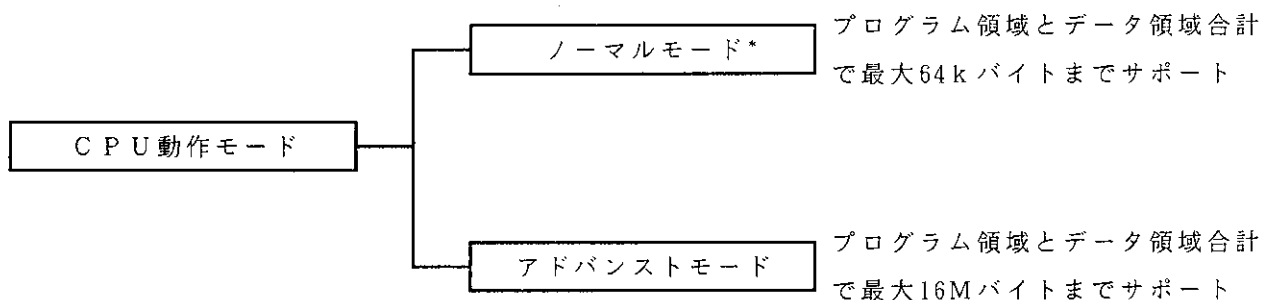 ノーマルモード*
プログラム領域とデータ領域合計
で最大64kバイトまでサポート
CPU動作モード
アドバンストモード
プログラム領域とデータ領域合計
で最大16Mバイトまでサポート